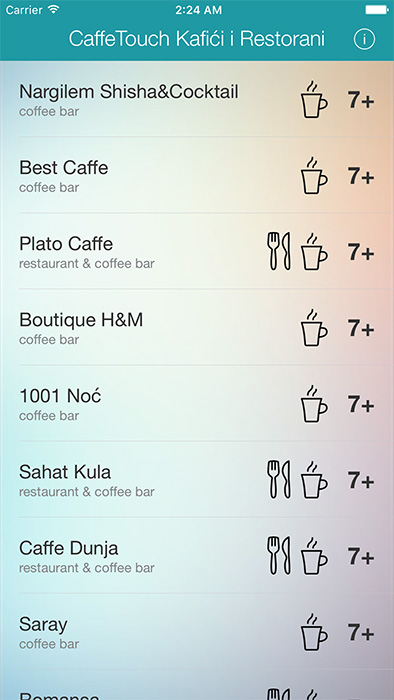 Carrier 2:24 AM
CaffeTouch Kafići i Restorani
Nargilem Shisha&Cocktail
coffee bar
7+
Best Caffe
coffee bar
7+
Plato Caffe
restaurant & coffee bar
7+
Boutique H&M
coffee bar
7+
1001 Noć
coffee bar
7+
Sahat Kula
restaurant & coffee bar
7+
Caffe Dunja
restaurant & coffee bar
7+
Saray
coffee bar
7+